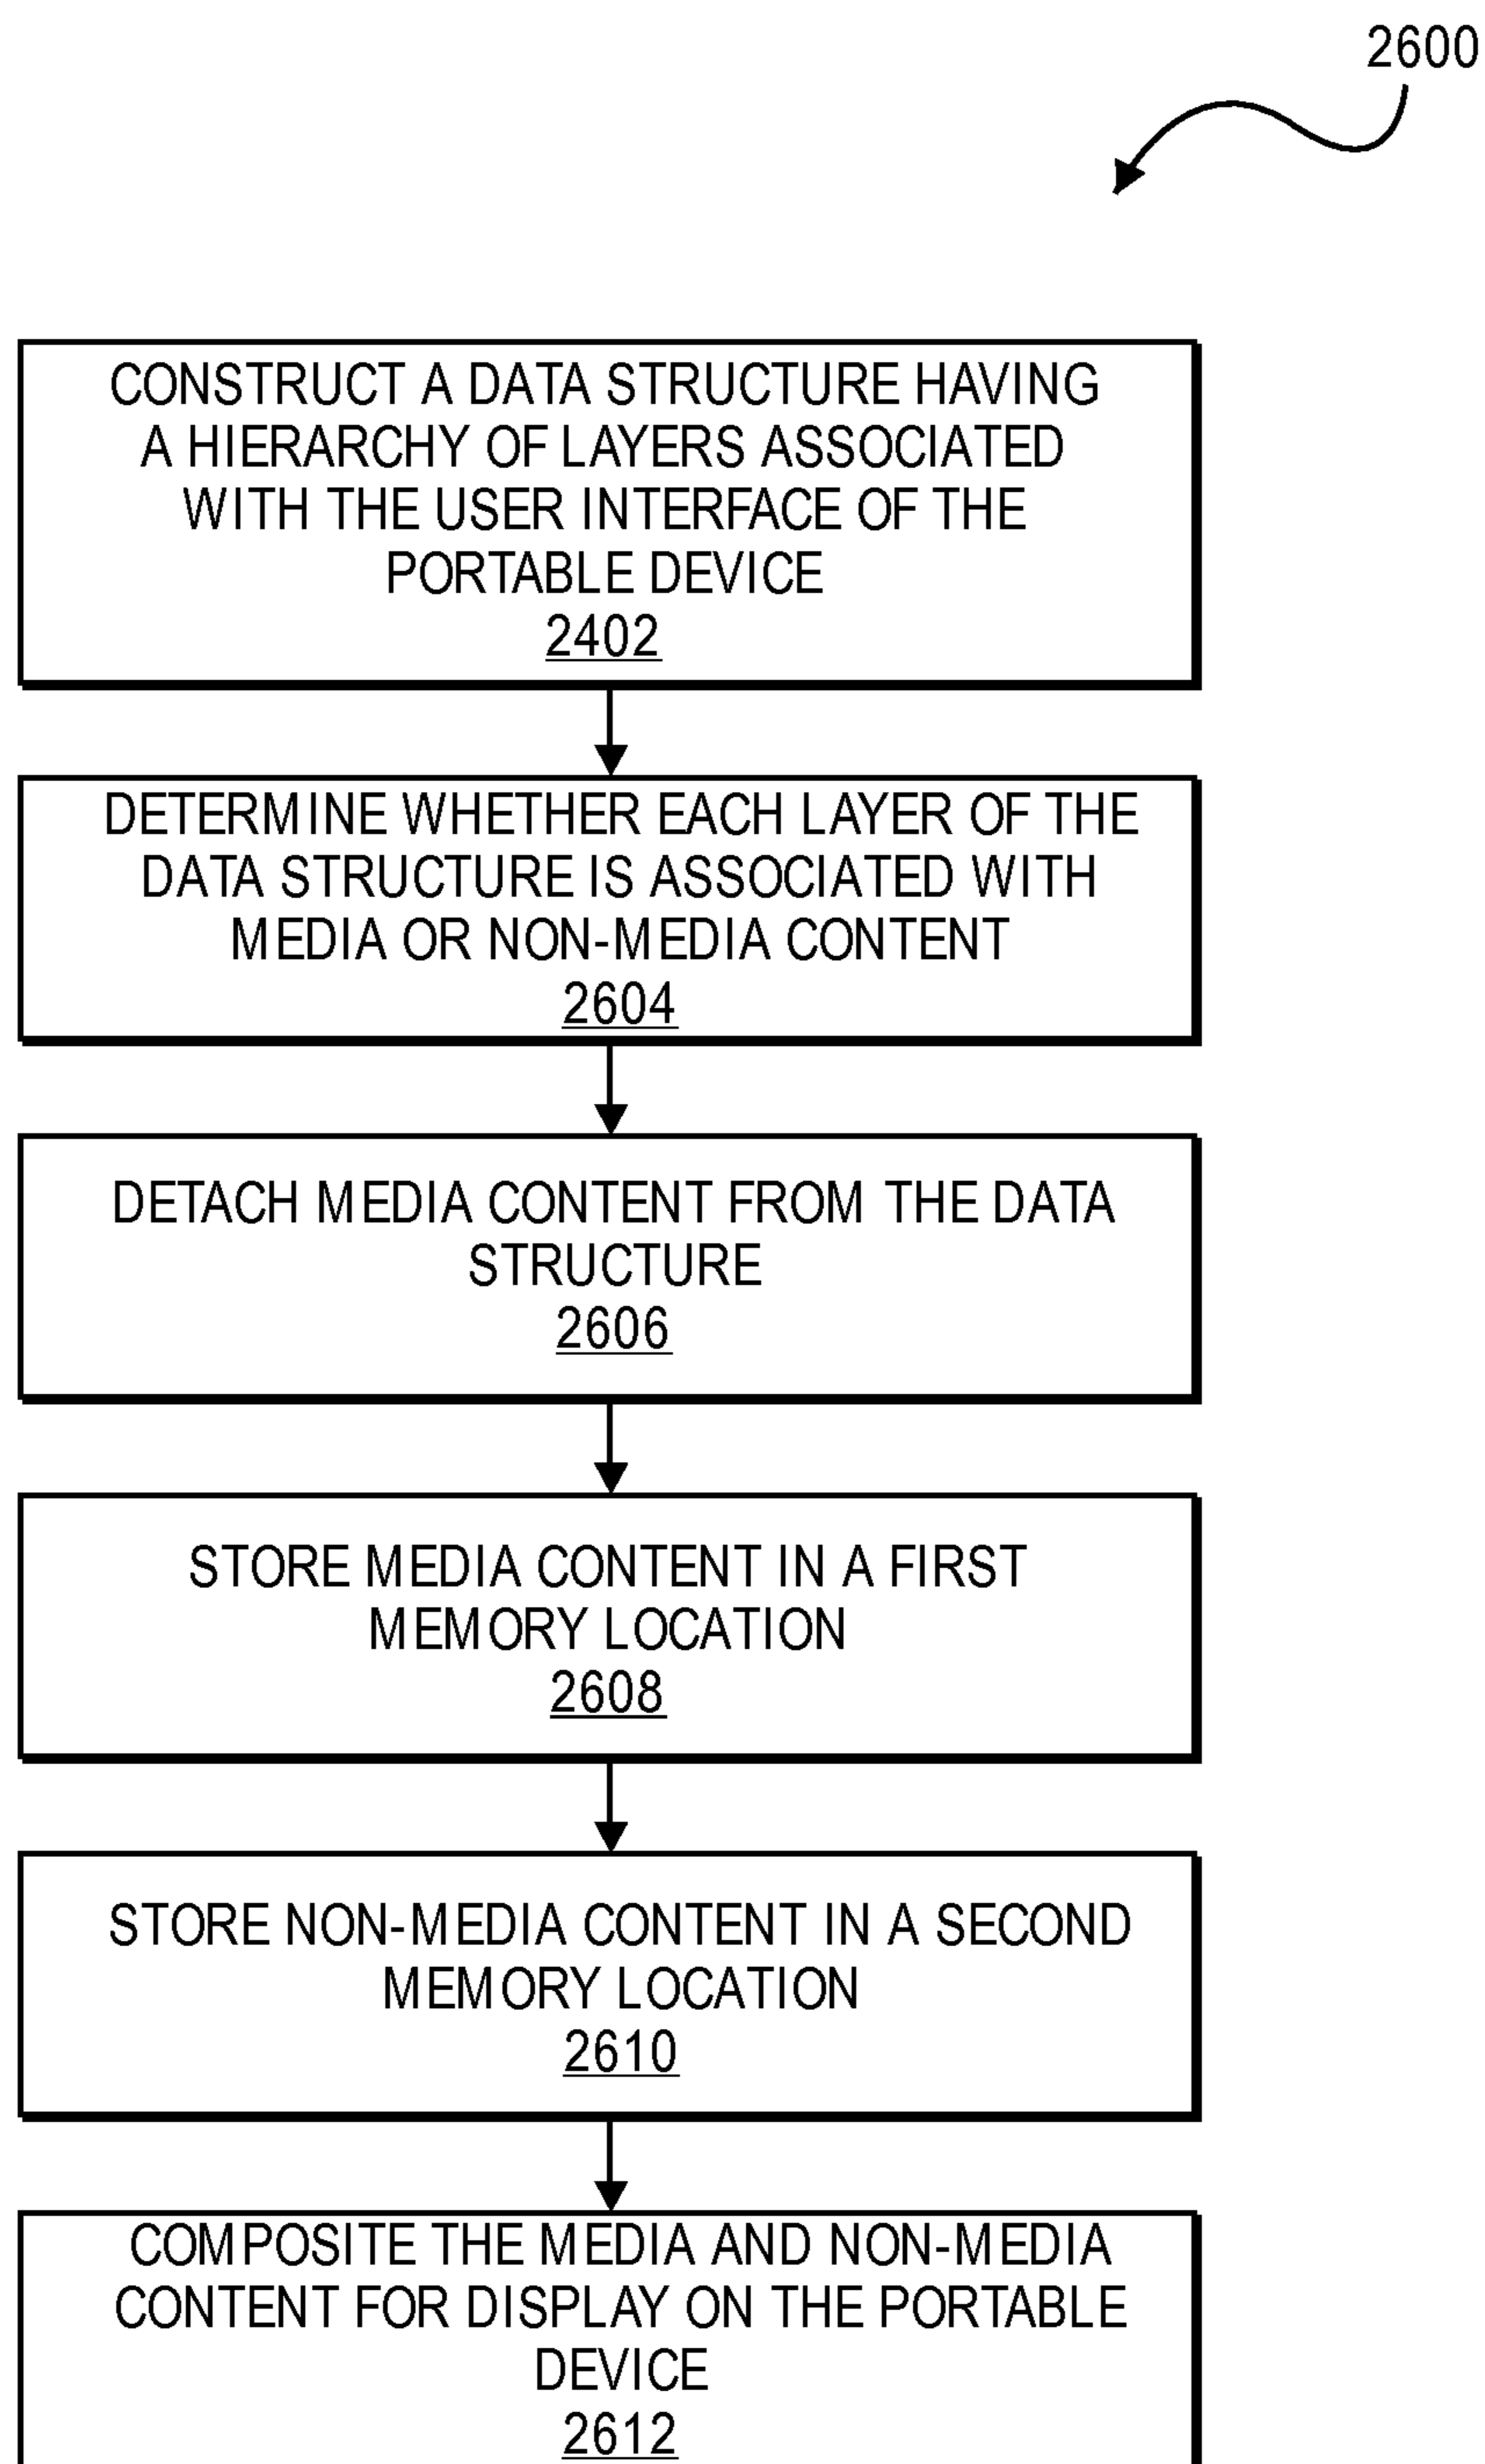 2600
CONSTRUCT A DATA STRUCTURE HAVING
A HIERARCHY OF LAYERS ASSOCIATED
WITH THE USER INTERFACE OF THE
PORTABLE DEVICE
2402
DETERMINE WHETHER EACH LAYER OF THE
DATA STRUCTURE IS ASSOCIATED WITH
MEDIA OR NON-MEDIA CONTENT
2604
DETACH MEDIA CONTENT FROM THE DATA
STRUCTURE
2606
STORE MEDIA CONTENT IN A FIRST
MEMORY LOCATION
2608
STORE NON-MEDIA CONTENT IN A SECOND
MEMORY LOCATION
2610
COMPOSITE THE MEDIA AND NON-MEDIA
CONTENT FOR DISPLAY ON THE PORTABLE
DEVICE
2612